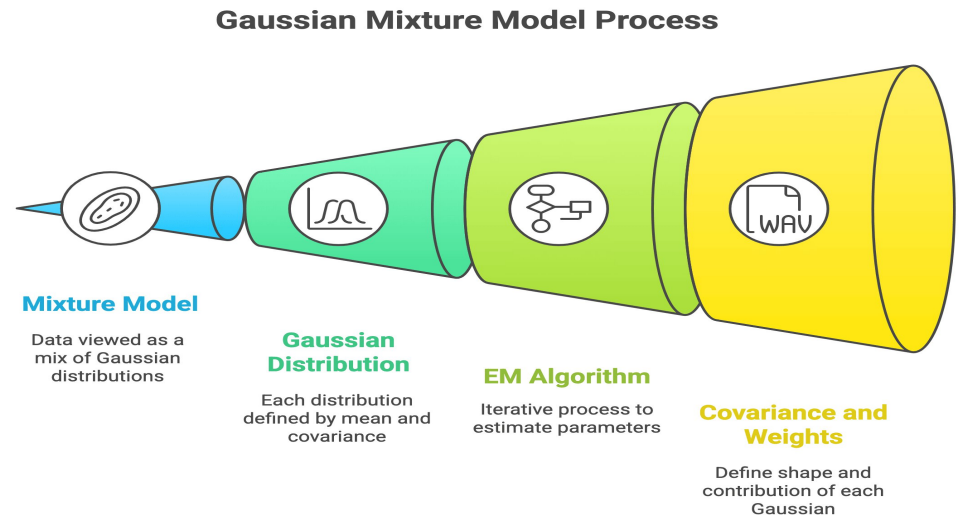 Gaussian Mixture Model Process
WAV
Mixture Model
Data viewed as a
mix of Gaussian
distributions
Gaussian
Distribution
Each distribution
defined by mean and
covariance
EM Algorithm
Iterative process to
estimate parameters
Covariance and
Weights
Define shape and
contribution of each
Gaussian